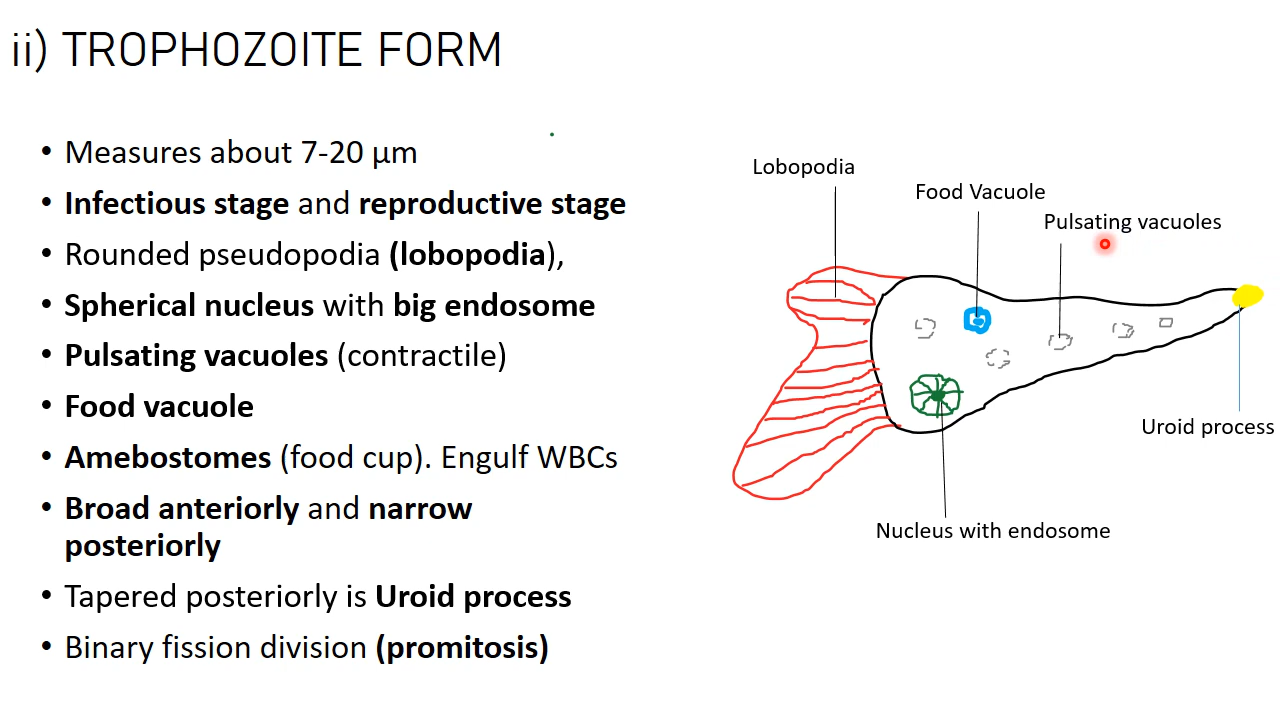 ii) TROPHOZOITE FORM
• Measures about 7-20 µm
• Infectious stage and reproductive stage
• Rounded pseudopodia (lobopodia),
• Spherical nucleus with big endosome
• Pulsating vacuoles (contractile)
• Food vacuole
• Amebostomes (food cup). Engulf WBCs
• Broad anteriorly and narrow
posteriorly
• Tapered posteriorly is Uroid process
• Binary fission division (promitosis)
Lobopodia
Food Vacuole
Pulsating vacuoles
Uroid process
Nucleus with endosome